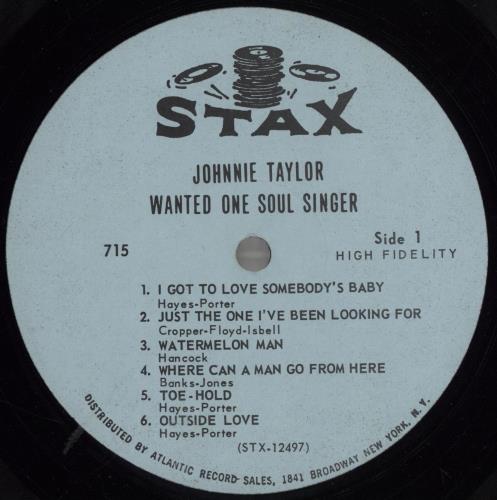 STAX
JOHNNIE TAYLOR
WANTED ONE SOUL SINGER
715
Side 1
HIGH FIDELITY
1. I GOT TO LOVE SOMEBODY'S BABY
Hayes-Porter
2. JUST THE ONE I'VE BEEN LOOKING FOR
Cropper-Floyd-Isbell
3. WATERMELON MAN
Hancock
4. WHERE CAN A MAN GO FROM HERE
Banks-Jones
5. TOE-HOLD
Hayes-Porter
6. OUTSIDE LOVE
Hayes-Porter
(STX-12497)
DISTRIBUTED BY ATLANTIC RECORD SALES, 1841 BROADWAY NEW YORK, N. Y.